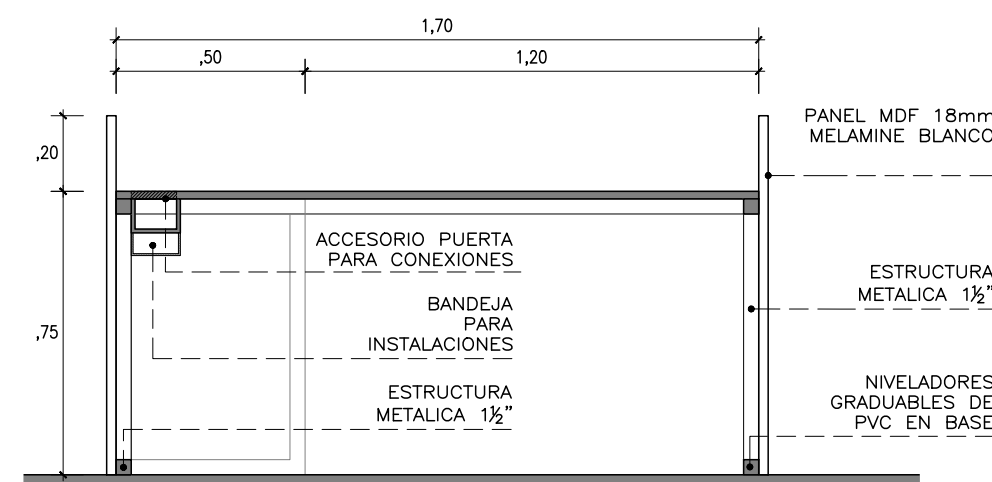 1,70
,50
1,20
PANEL MDF 18mm
MELAMINE BLANCO
,20
ACCESORIO PUERTA
PARA CONEXIONES
ESTRUCTURA
METALICA 1½"
BANDEJA
PARA
INSTALACIONES
,75
ESTRUCTURA
METALICA 1½"
NIVELADORES
GRADUABLES DE
PVC EN BASE